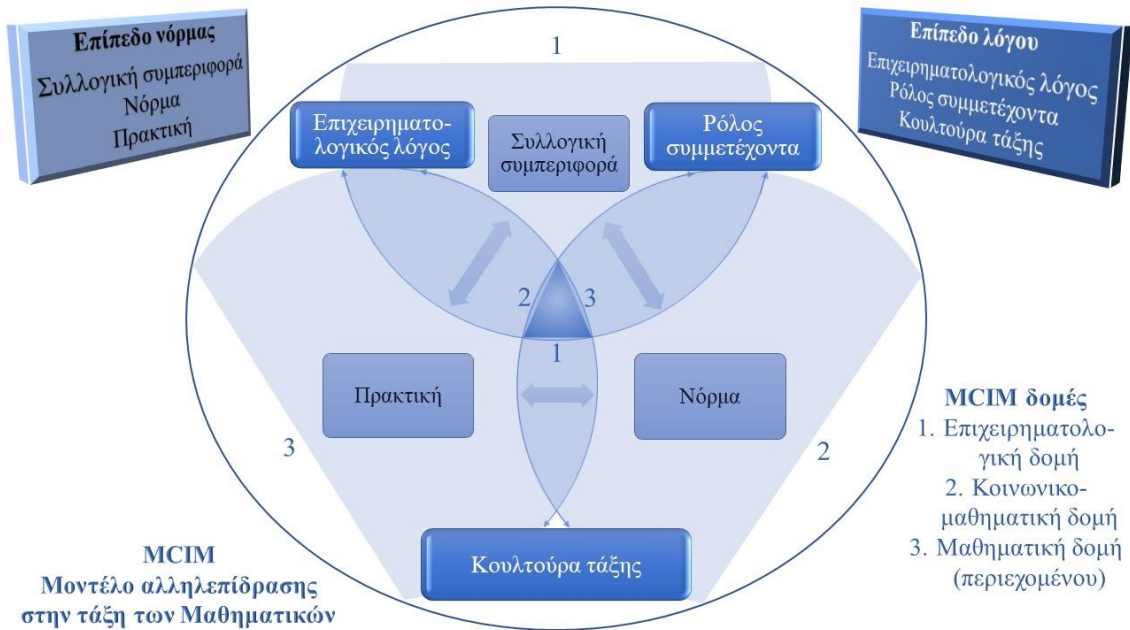 Επίπεδο νόρμας
Συλλογική συμπεριφορά
Νόρμα
Πρακτική
Επίπεδο λόγου
Επιχειρηματολογικός λόγος
Ρόλος συμμετέχοντα
Κουλτούρα τάξης
1
Επιχειρηματο-
λογικός λόγος
Συλλογική
συμπεριφορά
Ρόλος
συμμετέχοντα
2
3
1
Πρακτική
Νόρμα
3
2
Κουλτούρα τάξης
MCIM
Μοντέλο αλληλεπίδρασης
στην τάξη των Μαθηματικών
MCIM δομές
1. Επιχειρηματολο-
γική δομή
2. Κοινωνικο-
μαθηματική δομή
3. Μαθηματική δομή
(περιεχομένου)